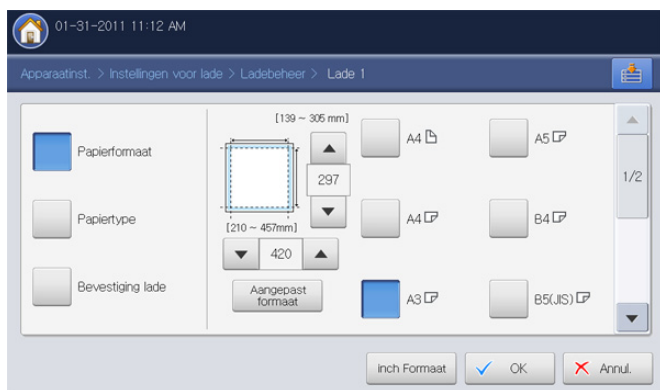 01-31-2011 11:12 AM
Apparaatinst. > Instellingen voor lade > Ladebeheer > Lade 1
Papierformaat
Papiertype
Bevestiging lade
[139 ~ 305 mm]
297
[210 ~ 457mm]
420
Aangepast
formaat
A4
A5
A4
B4
A3
B5(JIS)
1/2
inch Formaat
OK
Annul.